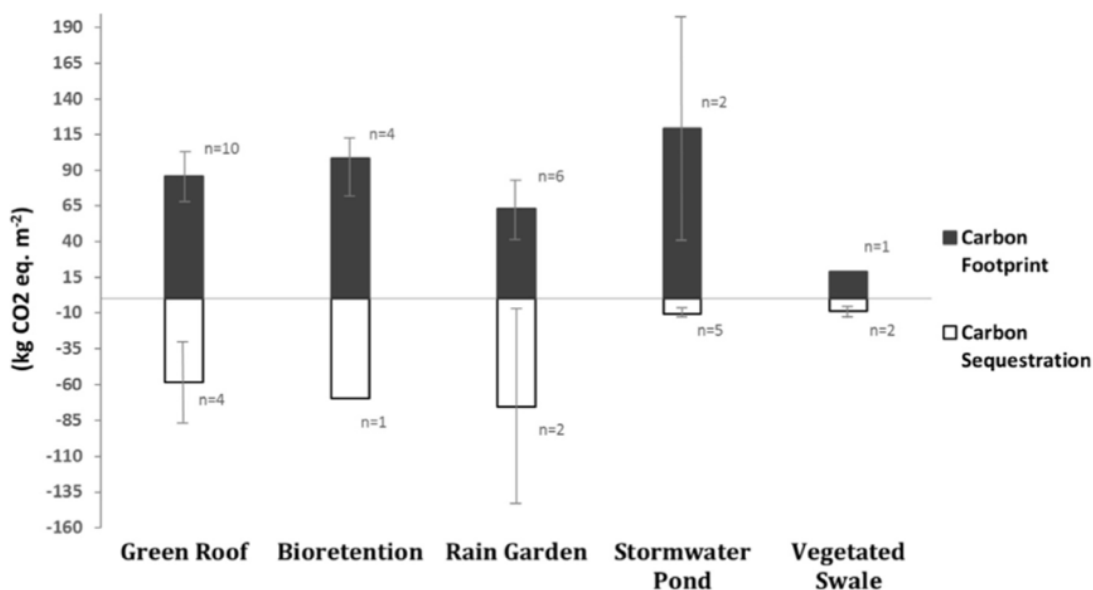 190
165
140
115
90
65
40
15
-10
-35
-60
-85
-110
-135
-160
(kg CO2 eq. m-2)
n=10
n=4
n=6
n=2
n=1
n=4
n=1
n=2
n=5
n=2
Green Roof
Bioretention
Rain Garden
Stormwater
Pond
Vegetated
Swale
Carbon
Footprint
Carbon
Sequestration